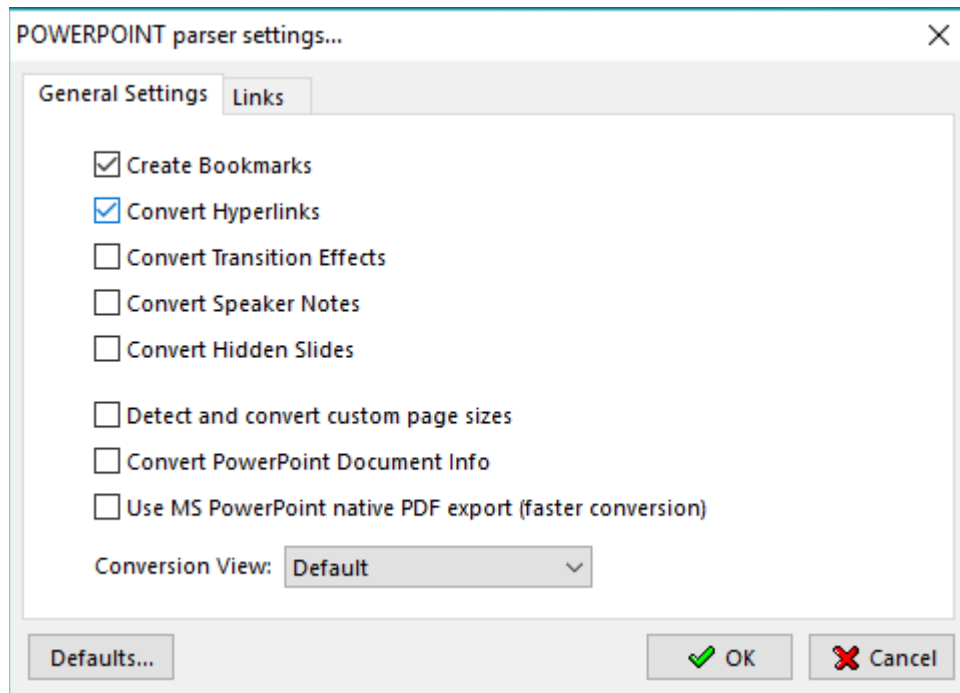 POWERPOINT parser settings...
General Settings Links
Create Bookmarks
Convert Hyperlinks
Convert Transition Effects
Convert Speaker Notes
Convert Hidden Slides
Detect and convert custom page sizes
Convert PowerPoint Document Info
Use MS PowerPoint native PDF export (faster conversion)
Conversion View: Default
Defaults... OK Cancel